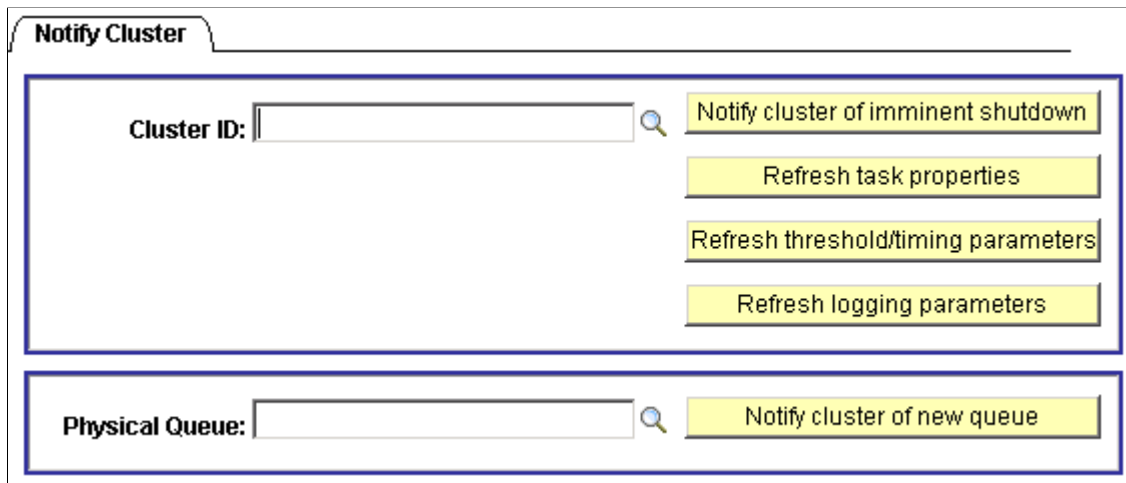 Notify Cluster
Cluster ID:
Notify cluster of imminent shutdown
Refresh task properties
Refresh threshold/timing parameters
Refresh logging parameters
Physical Queue:
Notify cluster of new queue